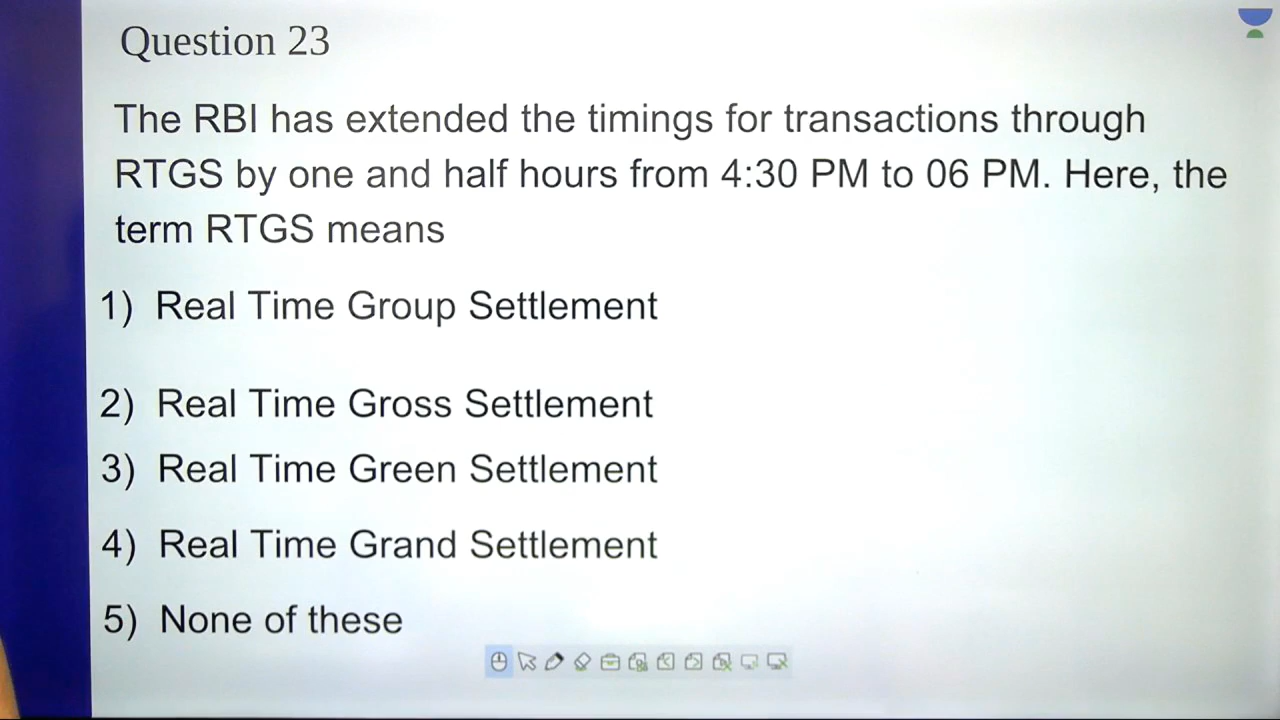 Question 23
The RBI has extended the timings for transactions through
RTGS by one and half hours from 4:30 PM to 06 PM. Here, the
term RTGS means
1) Real Time Group Settlement
2) Real Time Gross Settlement
3) Real Time Green Settlement
4) Real Time Grand Settlement
5) None of these